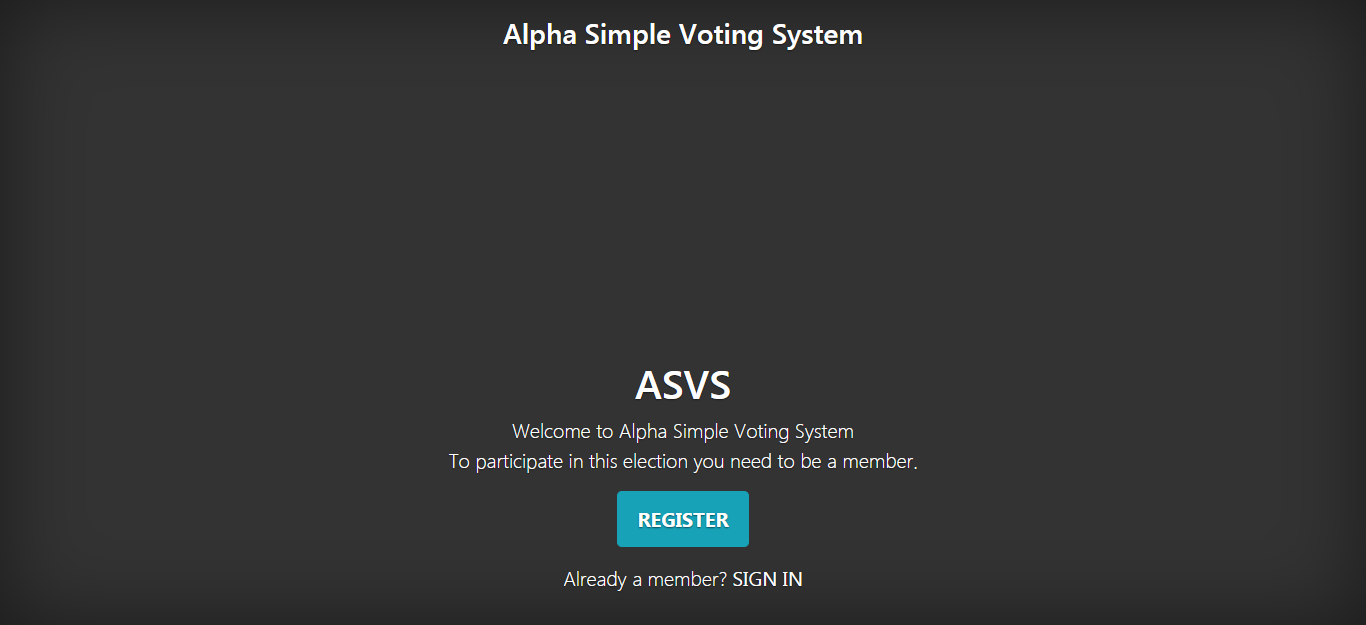 Alpha Simple Voting System
ASVS
Welcome to Alpha Simple Voting System
To participate in this election you need to be a member.
REGISTER
Already a member? SIGN IN